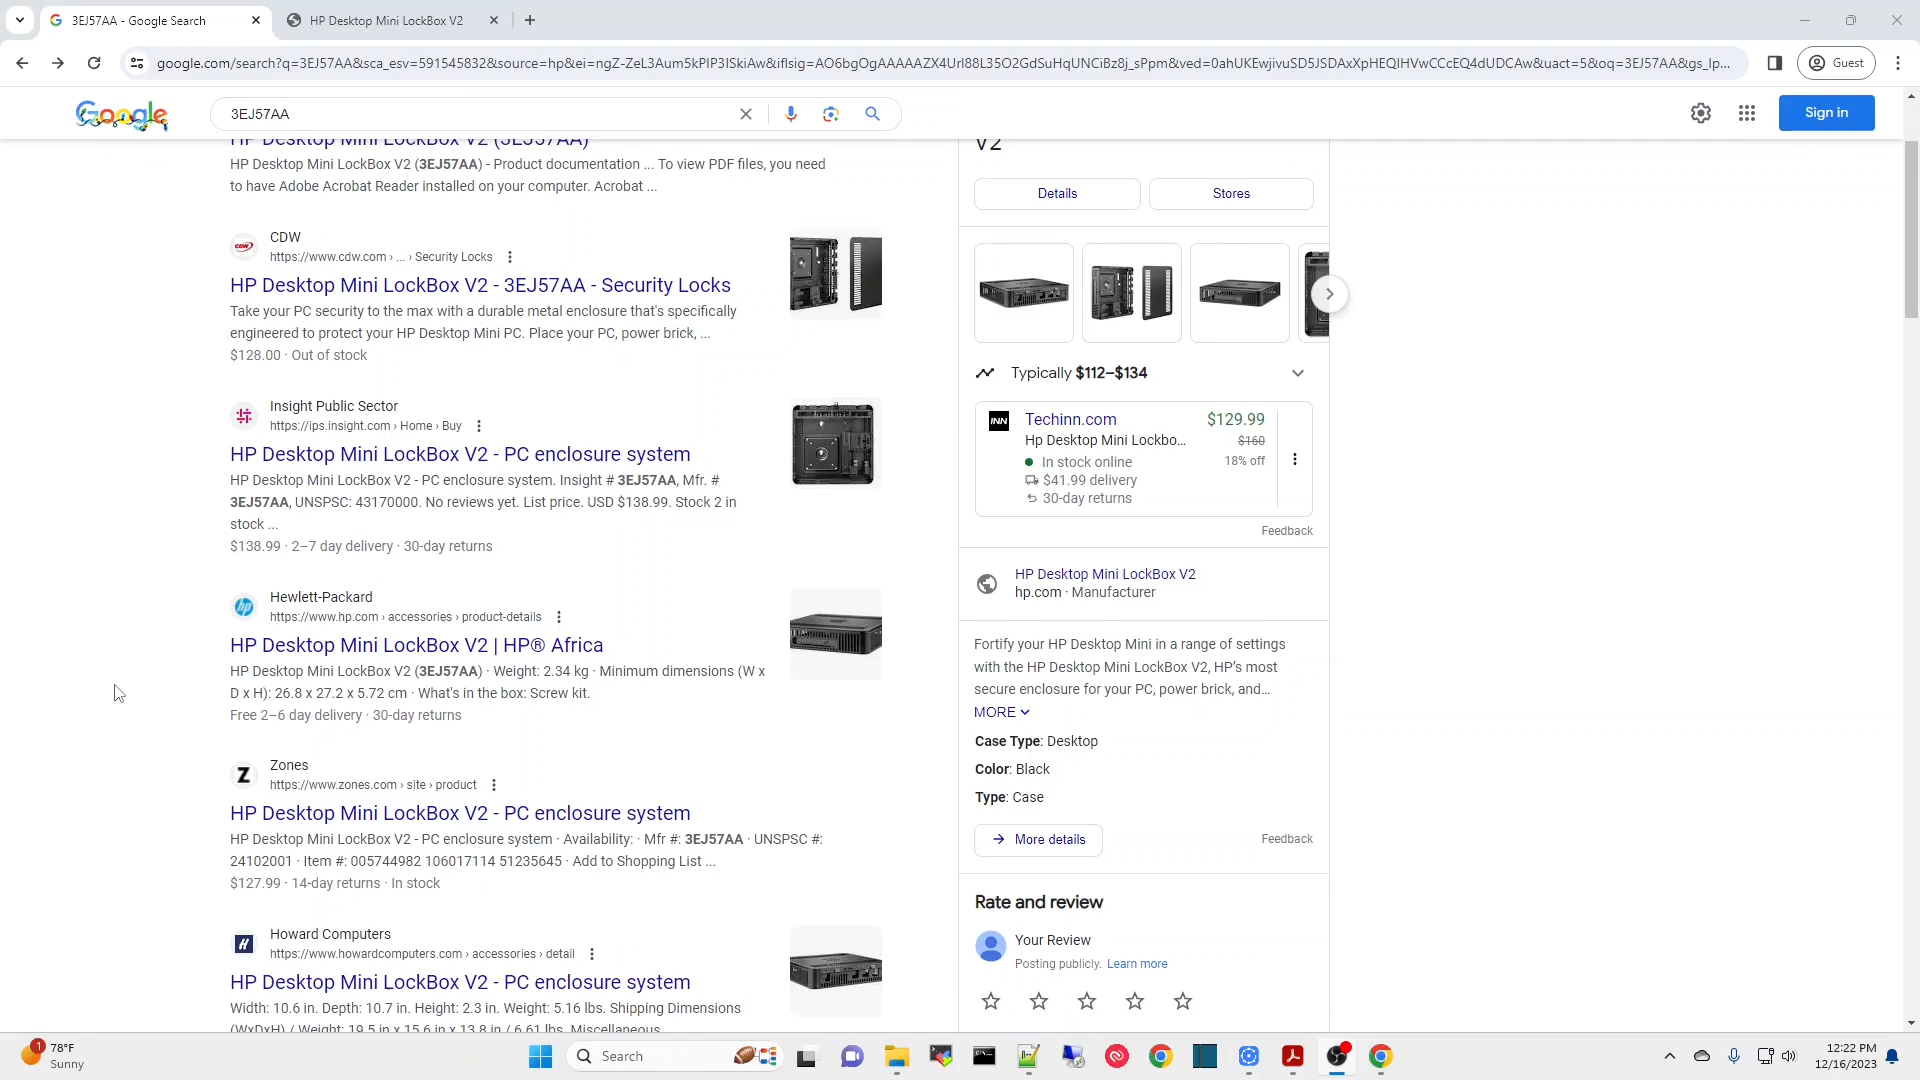 3EJ57AA - Google Search
HP Desktop Mini LockBox V2
google.com/search?q=3EJ57AA&sca_esv=591545832&source=hp&ei=ngZ-ZeL3Aum5kPIP3ISkiAw&iflsig=AO6bgOgAAAAAZX4Url88L35O2GdSuHqUNCiBz8j_sPpm&ved=0ahUKEwjivuSD5JSDAxXpHEQIHVwCCcEQ4dUDCAw&uact=5&oq=3EJ57AA&gs_lp...
Guest
Google
3EJ57AA
Sign in
HP Desktop Mini LockBox V2 (3EJ57AA)
HP Desktop Mini LockBox V2 (3EJ57AA) - Product documentation ... To view PDF files, you need
to have Adobe Acrobat Reader installed on your computer. Acrobat ...
CDW
https://www.cdw.com › ... › Security Locks
HP Desktop Mini LockBox V2 - 3EJ57AA - Security Locks
Take your PC security to the max with a durable metal enclosure that's specifically
engineered to protect your HP Desktop Mini PC. Place your PC, power brick, ...
$128.00 · Out of stock
Insight Public Sector
https://ips.insight.com › Home › Buy
HP Desktop Mini LockBox V2 - PC enclosure system
HP Desktop Mini LockBox V2 - PC enclosure system. Insight # 3EJ57AA, Mfr. #
3EJ57AA, UNSPSC: 43170000. No reviews yet. List price. USD $138.99. Stock 2 in
stock ...
$138.99 · 2–7 day delivery · 30-day returns
Hewlett-Packard
https://www.hp.com › accessories › product-details
HP Desktop Mini LockBox V2 | HP® Africa
HP Desktop Mini LockBox V2 (3EJ57AA) · Weight: 2.34 kg · Minimum dimensions (W x
D x H): 26.8 x 27.2 x 5.72 cm · What's in the box: Screw kit.
Free 2–6 day delivery · 30-day returns
Zones
https://www.zones.com › site › product
HP Desktop Mini LockBox V2 - PC enclosure system
HP Desktop Mini LockBox V2 - PC enclosure system · Availability: · Mfr #: 3EJ57AA · UNSPSC #:
24102001 · Item #: 005744982 106017114 51235645 · Add to Shopping List ...
$127.99 · 14-day returns · In stock
Howard Computers
https://www.howardcomputers.com › accessories › detail
HP Desktop Mini LockBox V2 - PC enclosure system
Width: 10.6 in. Depth: 10.7 in. Height: 2.3 in. Weight: 5.16 lbs. Shipping Dimensions
(WxDxH) / Weight: 19.5 in x 15.6 in x 13.8 in / 6.61 lbs. Miscellaneous
V2
Details
Stores
Typically $112–$134
INN
Techinn.com
$129.99
Hp Desktop Mini Lockbo...
$160
In stock online
18% off
$41.99 delivery
30-day returns
Feedback
HP Desktop Mini LockBox V2
hp.com · Manufacturer
Fortify your HP Desktop Mini in a range of settings
with the HP Desktop Mini LockBox V2, HP's most
secure enclosure for your PC, power brick, and...
MORE
Case Type: Desktop
Color: Black
Type: Case
More details
Feedback
Rate and review
Your Review
Posting publicly. Learn more
1
78°F
Sunny
Search
12:22 PM
12/16/2023